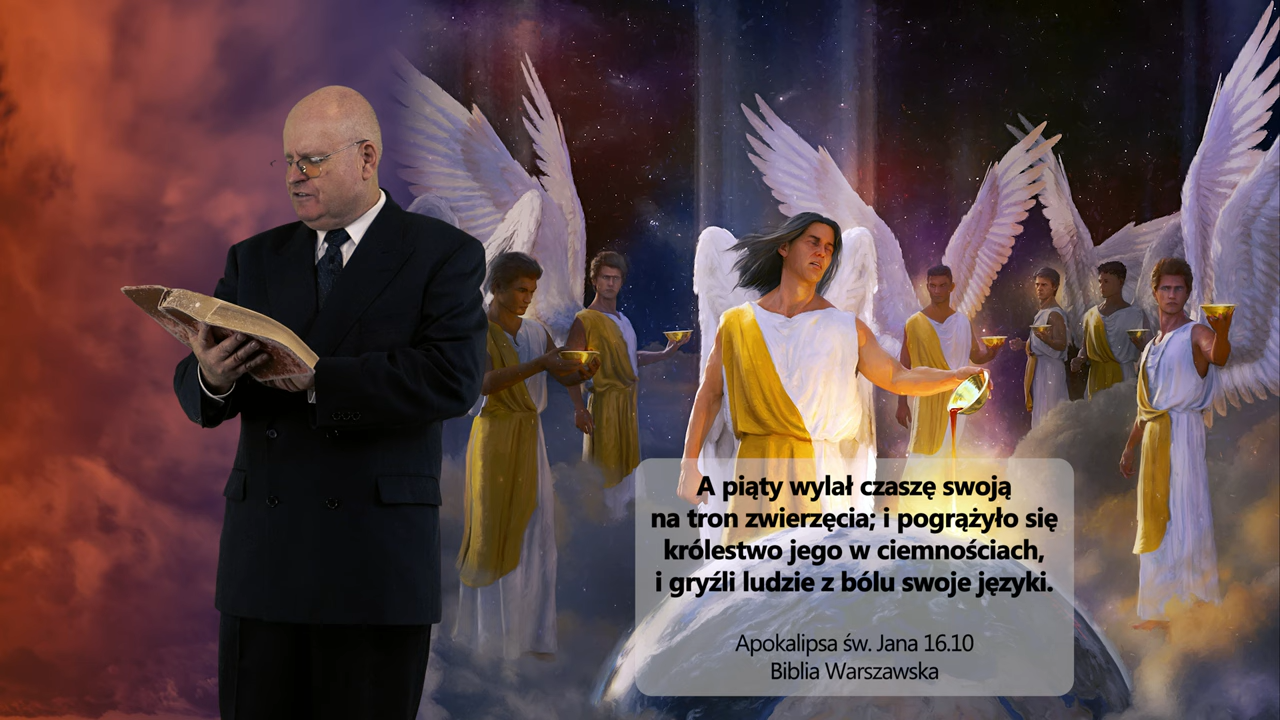 A piąty wylał czaszę swoją
na tron zwierzęcia; i pogrążyło się
królestwo jego w ciemnościach,
i gryźli ludzie z bólu swoje języki.
Apokalipsa św. Jana 16.10
Biblia Warszawska